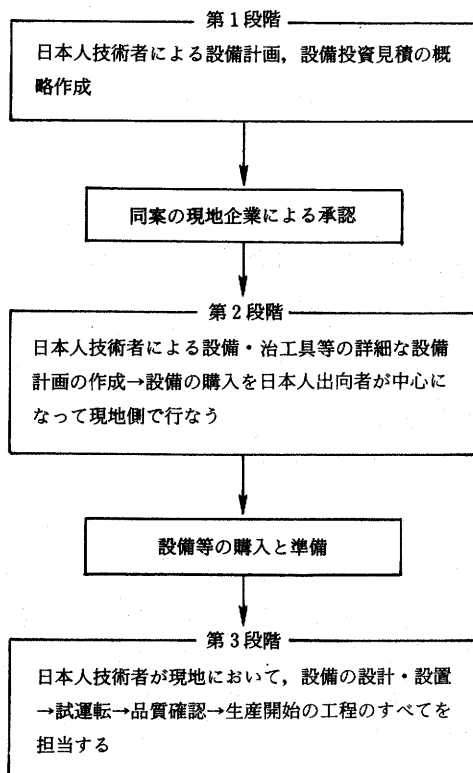 第1段階
日本人技術者による設備計画，設備投資見積の概
略作成
同案の現地企業による承認
第2段階
日本人技術者による設備・治工具等の詳細な設備
計画の作成→設備の購入を日本人出向者が中心に
なって現地側で行なう
設備等の購入と準備
第3段階
日本人技術者が現地において，設備の設計・設置
→試運転→品質確認→生産開始の工程のすべてを
担当する